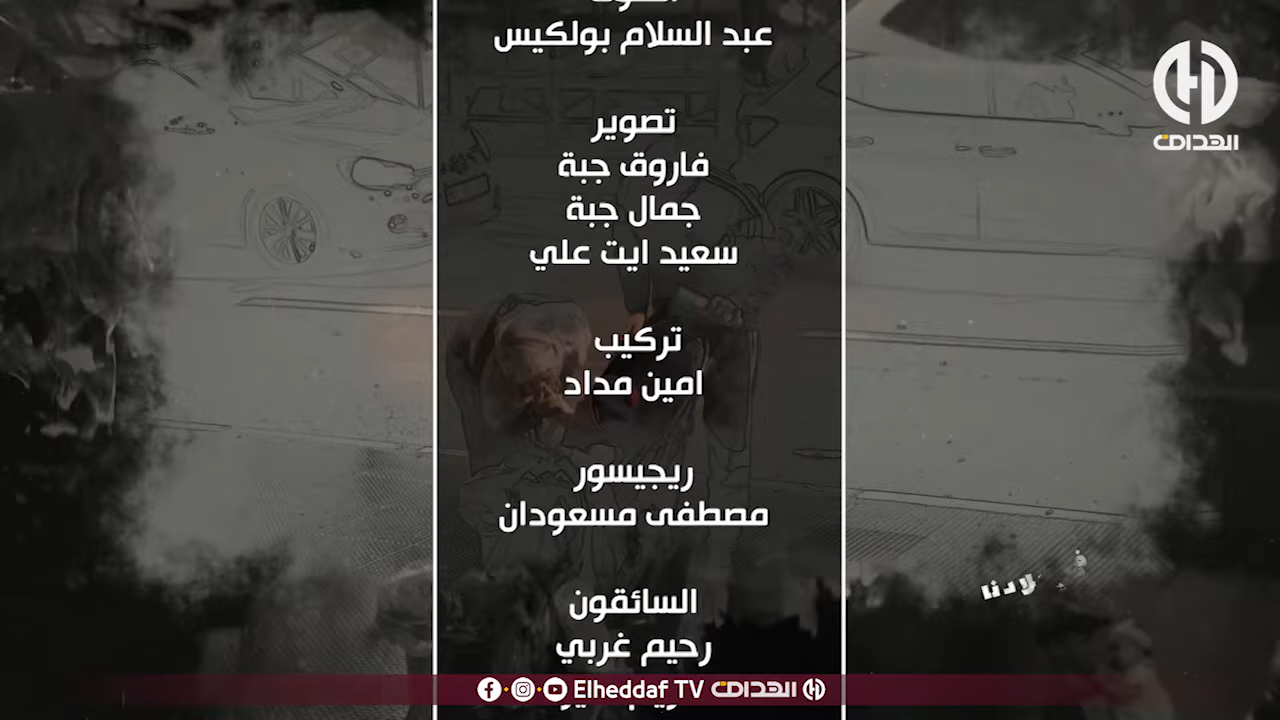 عبد السلام بولكيس
تصوير
فاروق جبة
جمال جبة
سعيد ايت علي
تركيب
امين مداد
ريجيسور
مصطفى مسعودان
السائقون
رحيم غربي
الهداف
لادنا
Elheddaf TV الهداف